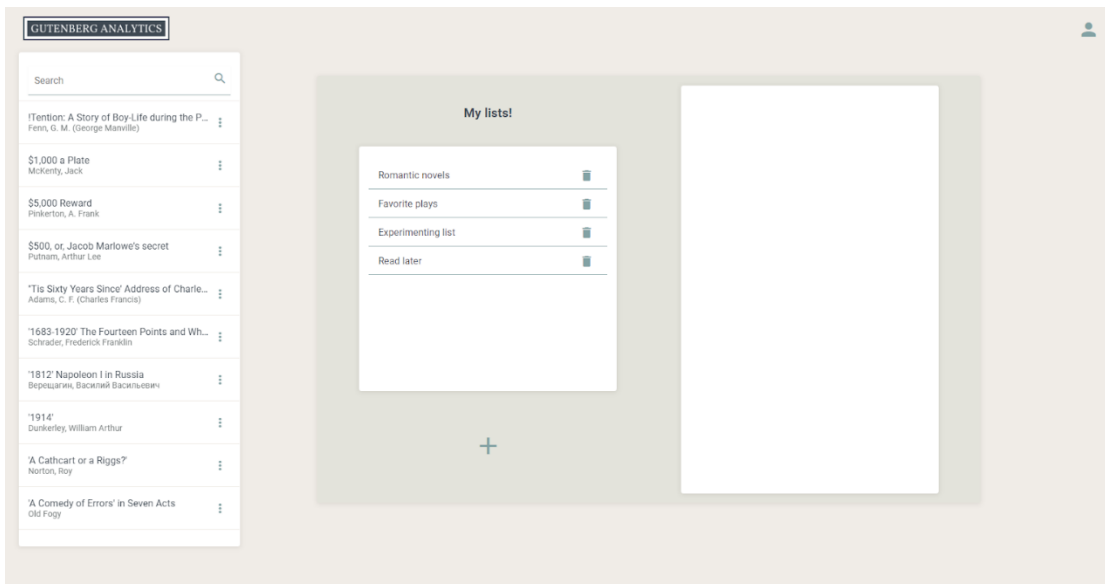 GUTENBERG ANALYTICS
Search
!Tention: A Story of Boy-Life during the P...
Fenn, G. M. (George Manville)
$1,000 a Plate
McKenty, Jack
$5,000 Reward
Pinkerton, A. Frank
$500, or, Jacob Marlowe's secret
Putnam, Arthur Lee
"Tis Sixty Years Since' Address of Charle...
Adams, C. F. (Charles Francis)
'1683-1920' The Fourteen Points and Wh...
Schrader, Frederick Franklin
'1812' Napoleon I in Russia
Верещагин, Василий Васильевич
'1914'
Dunkerley, William Arthur
'A Cathcart or a Riggs?'
Norton, Roy
'A Comedy of Errors' in Seven Acts
Old Fogy
My lists!
Romantic novels
Favorite plays
Experimenting list
Read later